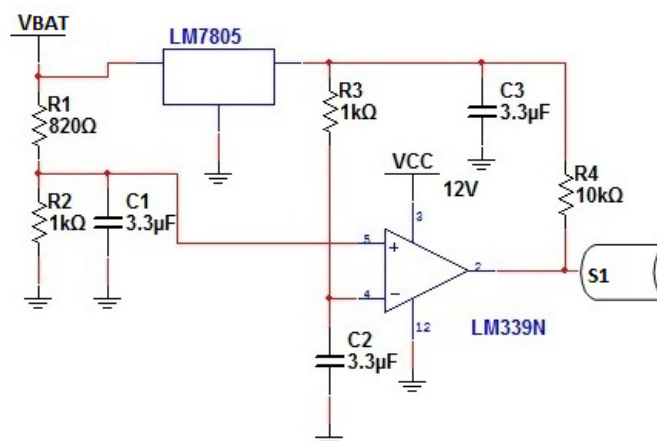 VBAT
LM7805
R1
820Ω
R3
1kΩ
C3
3.3µF
VCC
12V
R4
10kΩ
R2
1kΩ
C1
3.3µF
3
5
+
2
S1
4
−
12
LM339N
C2
3.3µF